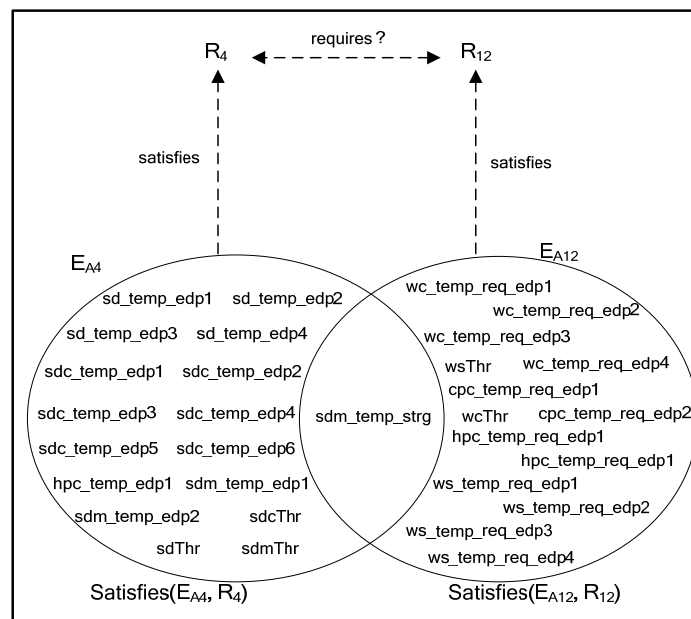 requires ?
R4 R12
satisfies satisfies
EA4 EA12
sd_temp_edp1 sd_temp_edp2
sd_temp_edp3 sd_temp_edp4
sdc_temp_edp1 sdc_temp_edp2
sdc_temp_edp3 sdc_temp_edp4
sdc_temp_edp5 sdc_temp_edp6
hpc_temp_edp1 sdm_temp_edp1
sdm_temp_edp2 sdcThr
sdThr sdmThr
sdm_temp_strg
wc_temp_req_edp1
wc_temp_req_edp2
wc_temp_req_edp3
wsThr wc_temp_req_edp4
cpc_temp_req_edp1
wcThr cpc_temp_req_edp2
hpc_temp_req_edp1
hpc_temp_req_edp1
ws_temp_req_edp1
ws_temp_req_edp2
ws_temp_req_edp3
ws_temp_req_edp4
Satisfies(EA4, R4) Satisfies(EA12, R12)